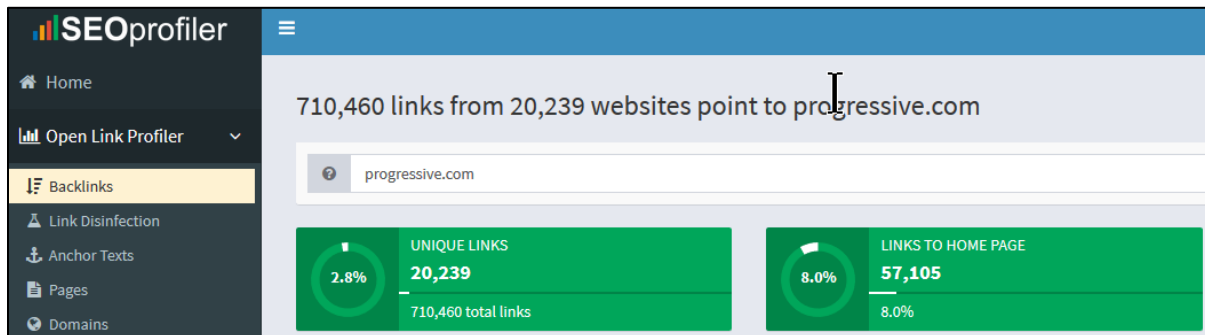 SEOprofiler
Home
Open Link Profiler
Backlinks
Link Disinfection
Anchor Texts
Pages
Domains
710,460 links from 20,239 websites point to progressive.com
progressive.com
2.8%
UNIQUE LINKS
20,239
710,460 total links
8.0%
LINKS TO HOME PAGE
57,105
8.0%